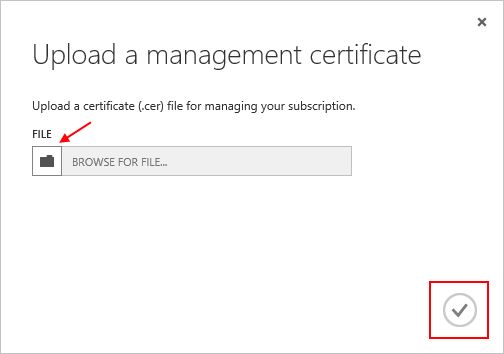 Upload a management certificate
Upload a certificate (.cer) file for managing your subscription.
FILE
BROWSE FOR FILE...